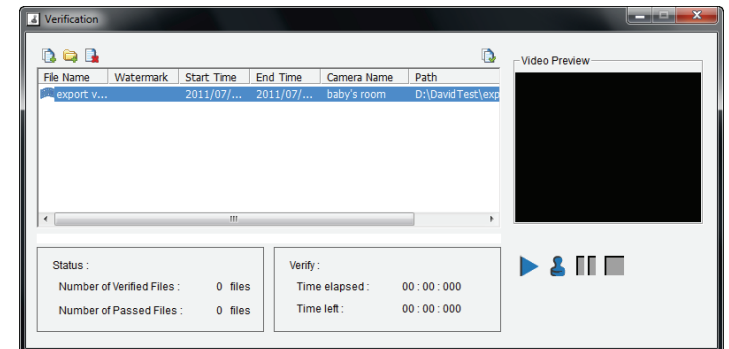 Verification
File Name Watermark Start Time End Time Camera Name Path
export v... 2011/07/... 2011/07/... baby's room D:\DavidTest\exp
Video Preview
Status :
Number of Verified Files : 0 files
Number of Passed Files : 0 files
Verify :
Time elapsed : 00 : 00 : 000
Time left : 00 : 00 : 000